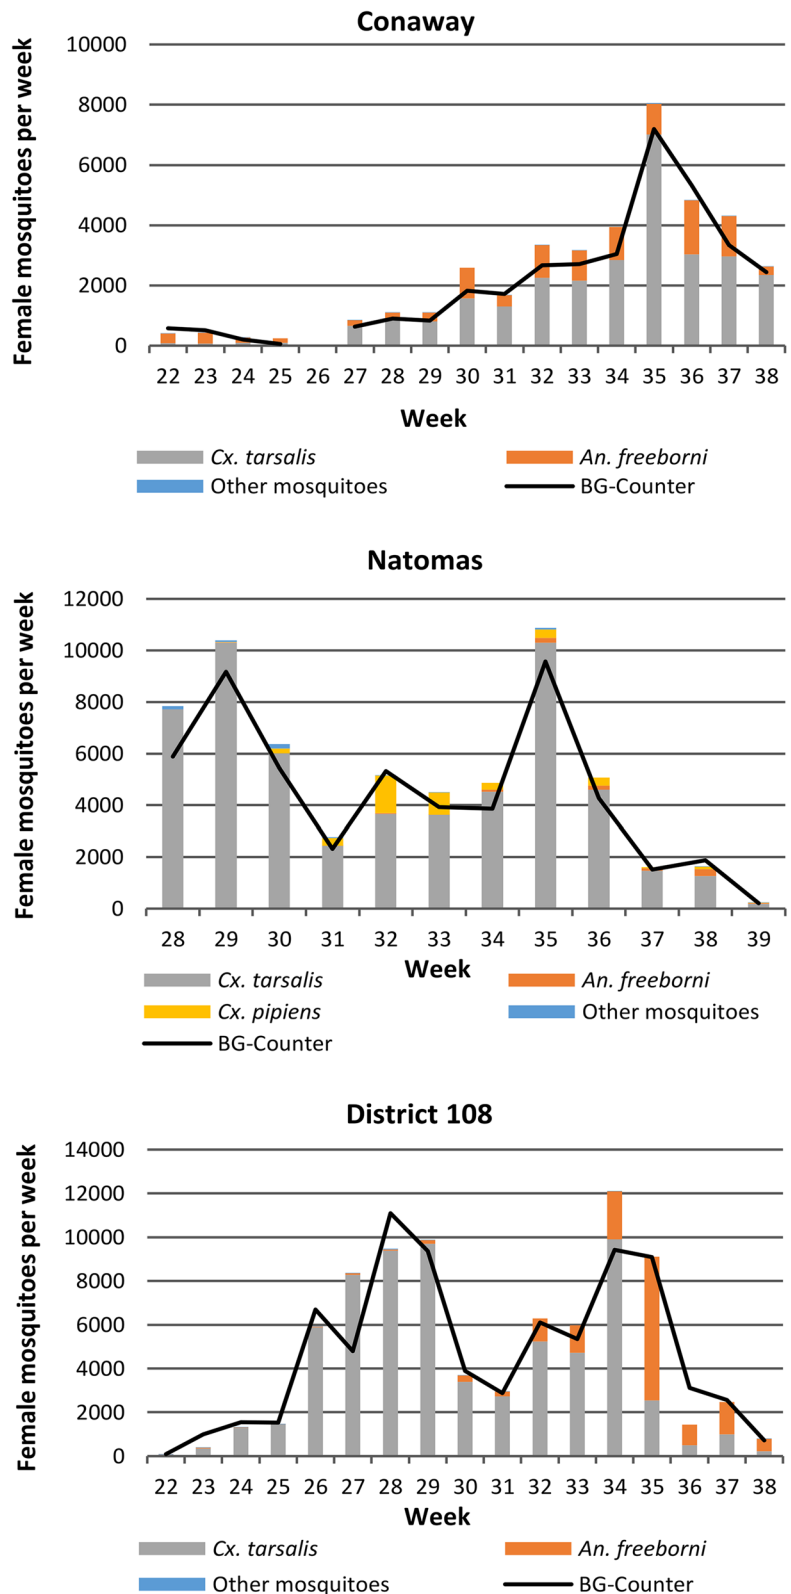 Conaway
Female mosquitoes per week
10000
8000
6000
4000
2000
0
22 23 24 25 26 27 28 29 30 31 32 33 34 35 36 37 38
Week
Cx. tarsalis An. freeborni
Other mosquitoes BG-Counter
Natomas
Female mosquitoes per week
12000
10000
8000
6000
4000
2000
0
28 29 30 31 32 33 34 35 36 37 38 39
Week
Cx. tarsalis An. freeborni
Cx. pipiens Other mosquitoes
BG-Counter
District 108
Female mosquitoes per week
14000
12000
10000
8000
6000
4000
2000
0
22 23 24 25 26 27 28 29 30 31 32 33 34 35 36 37 38
Week
Cx. tarsalis An. freeborni
Other mosquitoes BG-Counter